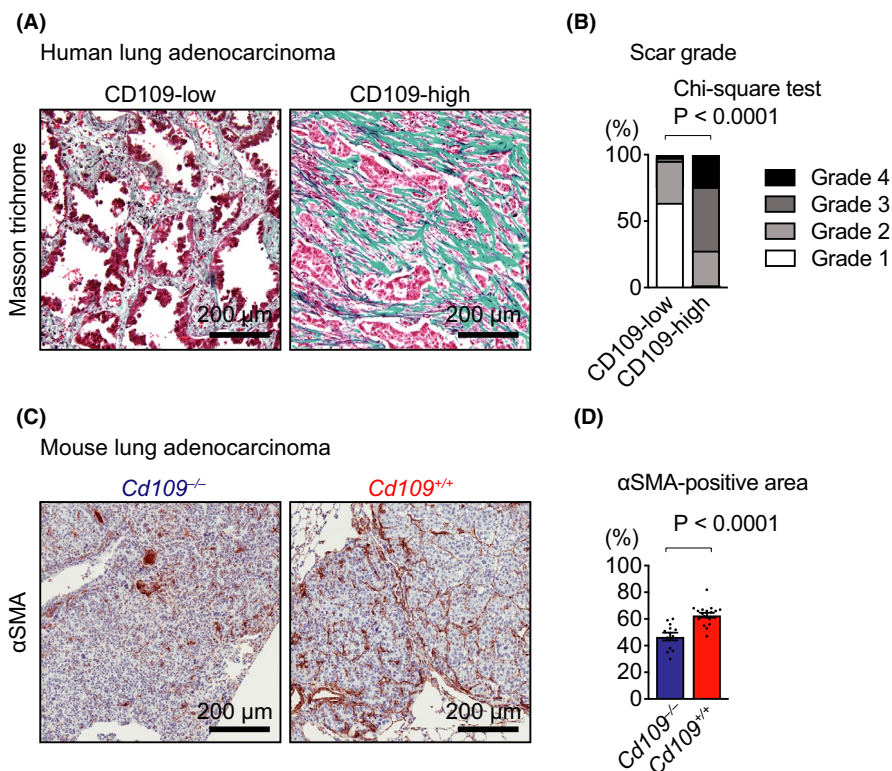 (A)
Human lung adenocarcinoma
CD109-low
CD109-high
Masson trichrome
200 µm
200 µm
(B)
Scar grade
Chi-square test
P < 0.0001
(%)
100
50
0
CD109-low
CD109-high
Grade 4
Grade 3
Grade 2
Grade 1
(C)
Mouse lung adenocarcinoma
Cd109–/–
Cd109+/+
αSMA
200 µm
200 µm
(D)
αSMA-positive area
P < 0.0001
(%)
100
80
60
40
20
0
Cd109–/–
Cd109+/+